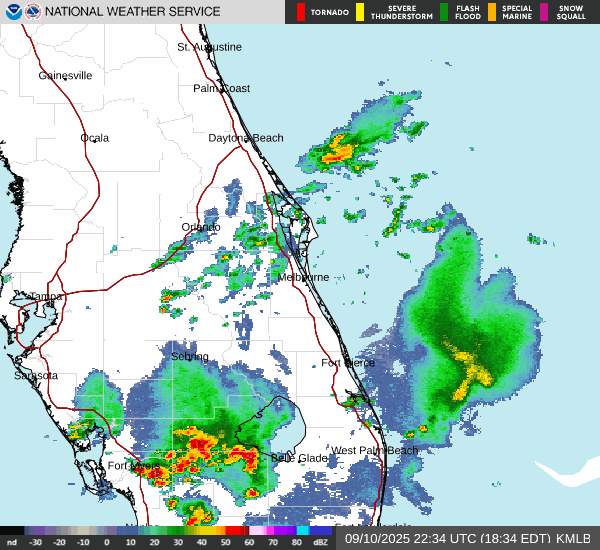 NATIONAL WEATHER SERVICE
TORNADO
SEVERE THUNDERSTORM
FLASH FLOOD
SPECIAL MARINE
SNOW SQUALL
St. Augustine
Gainesville
Palm Coast
Ocala
Daytona Beach
Orlando
Melbourne
Tampa
Sebring
Fort Pierce
Sarasota
West Palm Beach
Belle Glade
Fort Myers
nd -30 -20 -10 0 10 20 30 40 50 60 70 80 dBZ
09/10/2025 22:34 UTC (18:34 EDT) KMLB